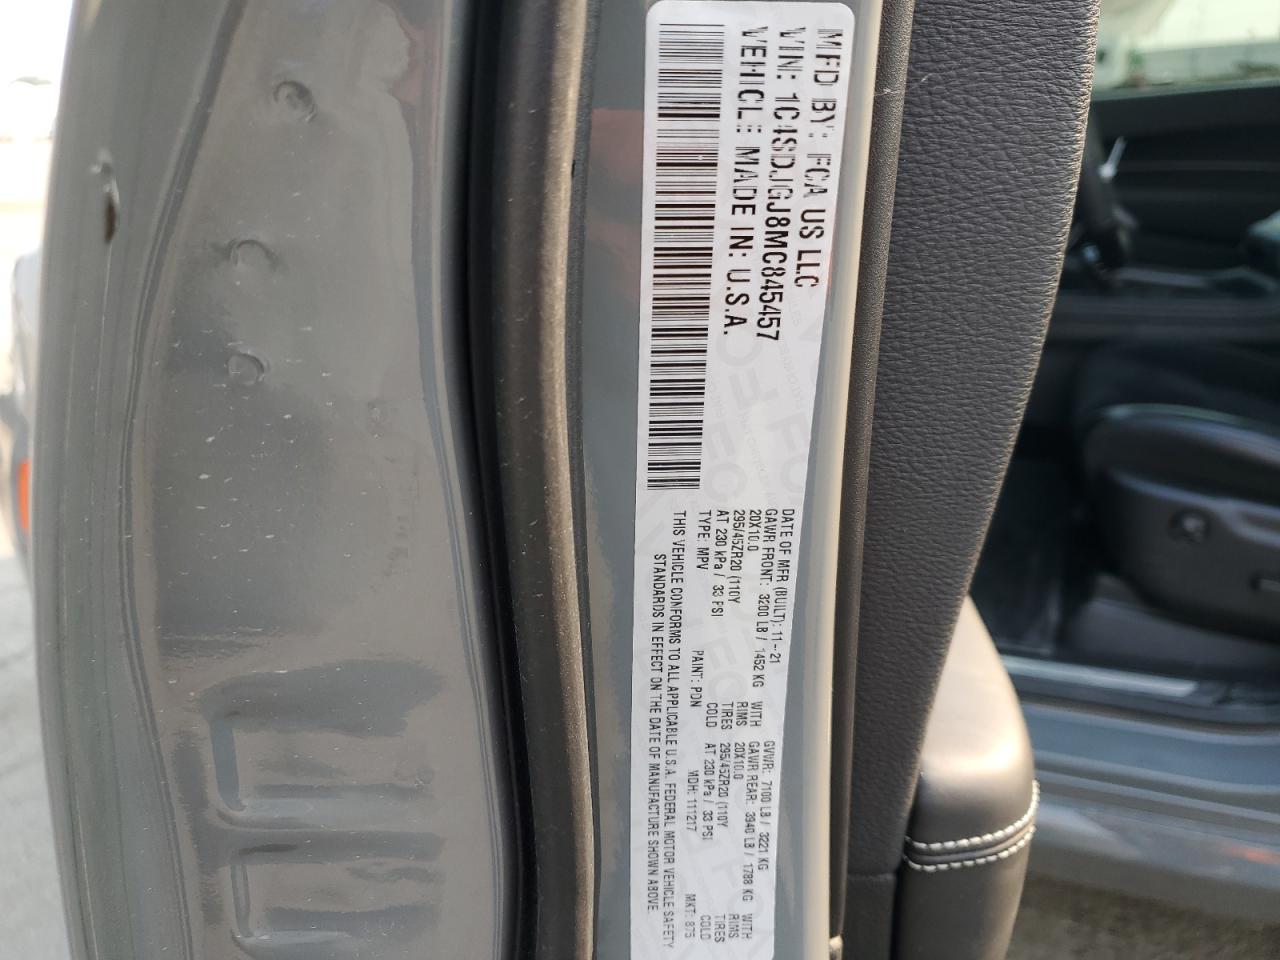 MFD BY: FCA US LLC
VIN: 1C4SDJGJ8MC845457
VEHICLE MADE IN: U.S.A.
DATE OF MFR (BUILT): 11-21 GVWR: 7100 LB / 3221 KG
GAWR FRONT: 3200 LB / 1452 KG WITH GAWR REAR: 3940 LB / 1788 KG WITH
20X10.0 RIMS 20X10.0 RIMS
295/45ZR20 (110Y TIRES 295/45ZR20 (110Y TIRES
AT 230 kPa / 33 PSI COLD AT 230 kPa / 33 PSI COLD
TYPE: MPV PAINT: PDN MDH: 111217 MKT: 875
THIS VEHICLE CONFORMS TO ALL APPLICABLE U.S.A. FEDERAL MOTOR VEHICLE SAFETY
STANDARDS IN EFFECT ON THE DATE OF MANUFACTURE SHOWN ABOVE.